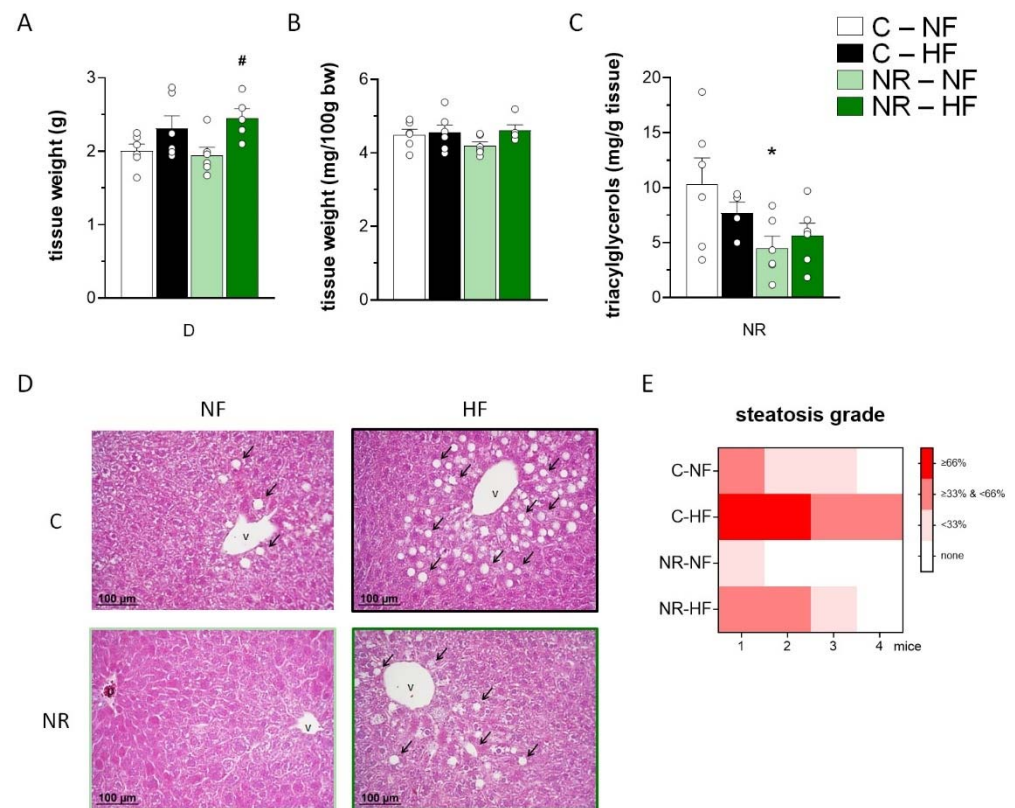 A
B
C
C – NF
C – HF
NR – NF
NR – HF
#
*
tissue weight (g)
3
2
1
0
D
tissue weight (mg/100g bw)
6
4
2
0
triacylglycerols (mg/g tissue)
20
15
10
5
0
NR
D
NF
HF
C
v
100 µm
v
100 µm
NR
v
100 µm
v
100 µm
E
steatosis grade
C-NF
C-HF
NR-NF
NR-HF
1
2
3
4
mice
≥66%
≥33% & <66%
<33%
none